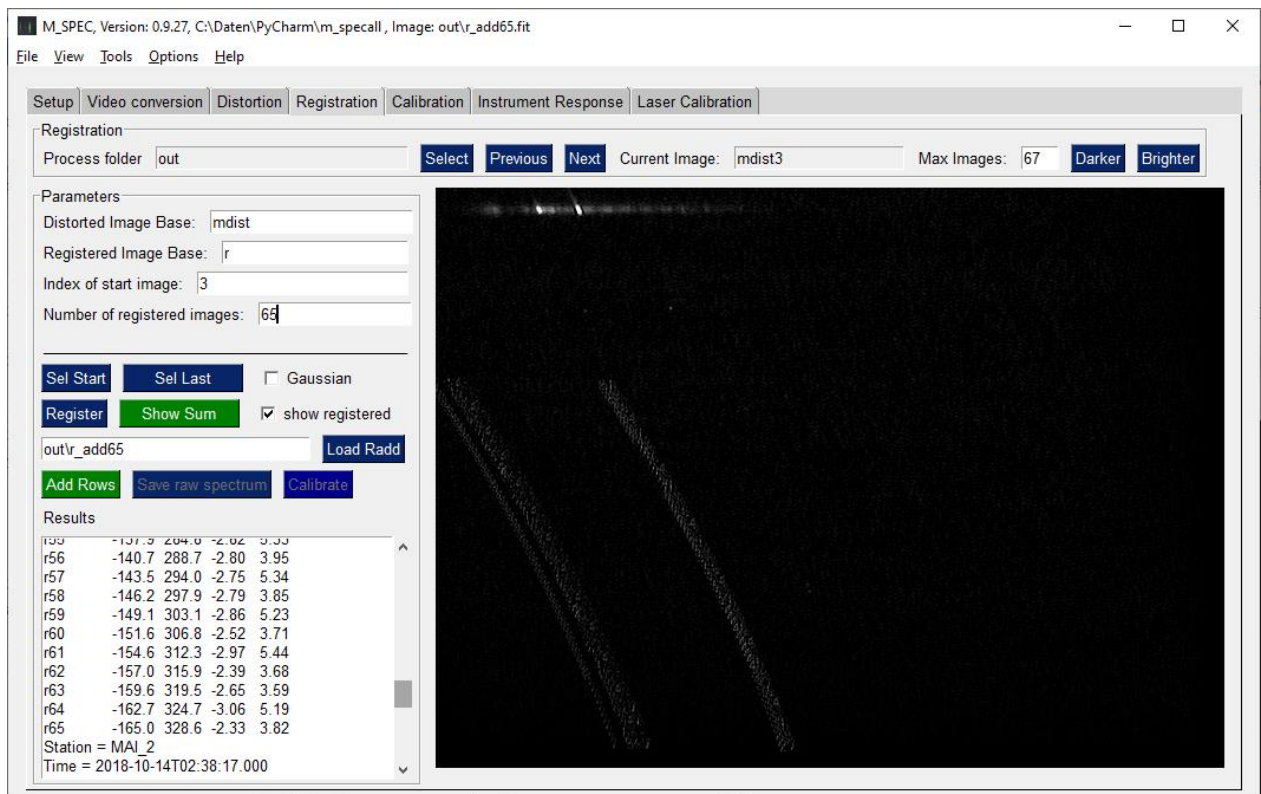 M_SPEC, Version: 0.9.27, C:\Daten\PyCharm\m_specall , Image: out\r_add65.fit
File View Tools Options Help
Setup Video conversion Distortion Registration Calibration Instrument Response Laser Calibration
Registration
Process folder out Select Previous Next Current Image: mdist3 Max Images: 67 Darker Brighter
Parameters
Distorted Image Base: mdist
Registered Image Base: r
Index of start image: 3
Number of registered images: 65
Sel Start Sel Last Gaussian
Register Show Sum show registered
out\r_add65 Load Radd
Add Rows Save raw spectrum Calibrate
Results
r55 -137.9 284.8 -2.82 5.33
r56 -140.7 288.7 -2.80 3.95
r57 -143.5 294.0 -2.75 5.34
r58 -146.2 297.9 -2.79 3.85
r59 -149.1 303.1 -2.86 5.23
r60 -151.6 306.8 -2.52 3.71
r61 -154.6 312.3 -2.97 5.44
r62 -157.0 315.9 -2.39 3.68
r63 -159.6 319.5 -2.65 3.59
r64 -162.7 324.7 -3.06 5.19
r65 -165.0 328.6 -2.33 3.82
Station = MAI_2
Time = 2018-10-14T02:38:17.000